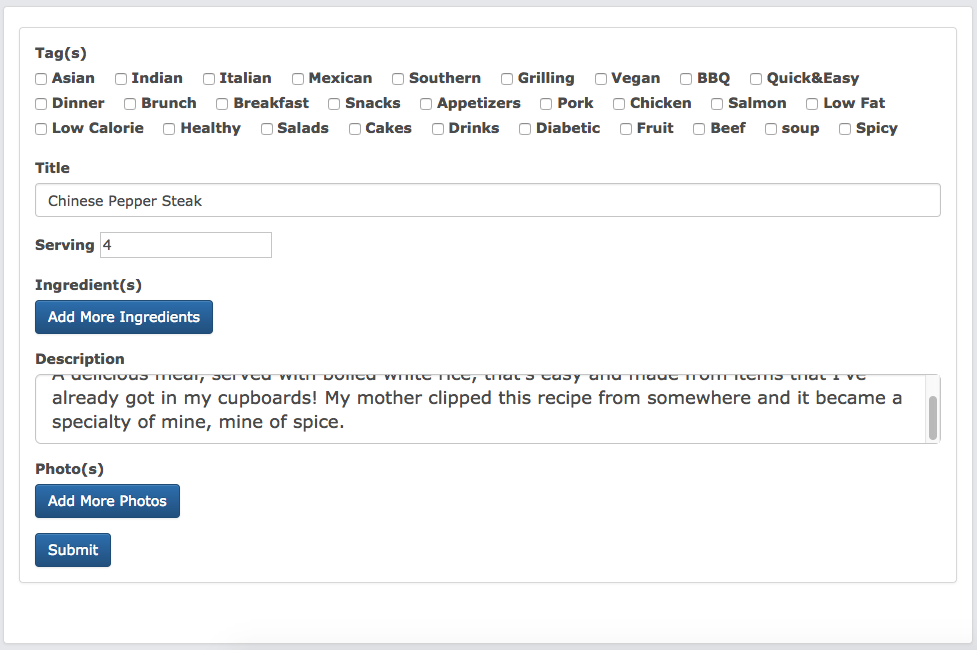 Tag(s)
Asian Indian Italian Mexican Southern Grilling Vegan BBQ Quick&Easy
Dinner Brunch Breakfast Snacks Appetizers Pork Chicken Salmon Low Fat
Low Calorie Healthy Salads Cakes Drinks Diabetic Fruit Beef soup Spicy
Title
Chinese Pepper Steak
Serving 4
Ingredient(s)
Add More Ingredients
Description
A delicious meal, served with boiled white rice, that's easy and made from items that I've
already got in my cupboards! My mother clipped this recipe from somewhere and it became a
specialty of mine, mine of spice.
Photo(s)
Add More Photos
Submit